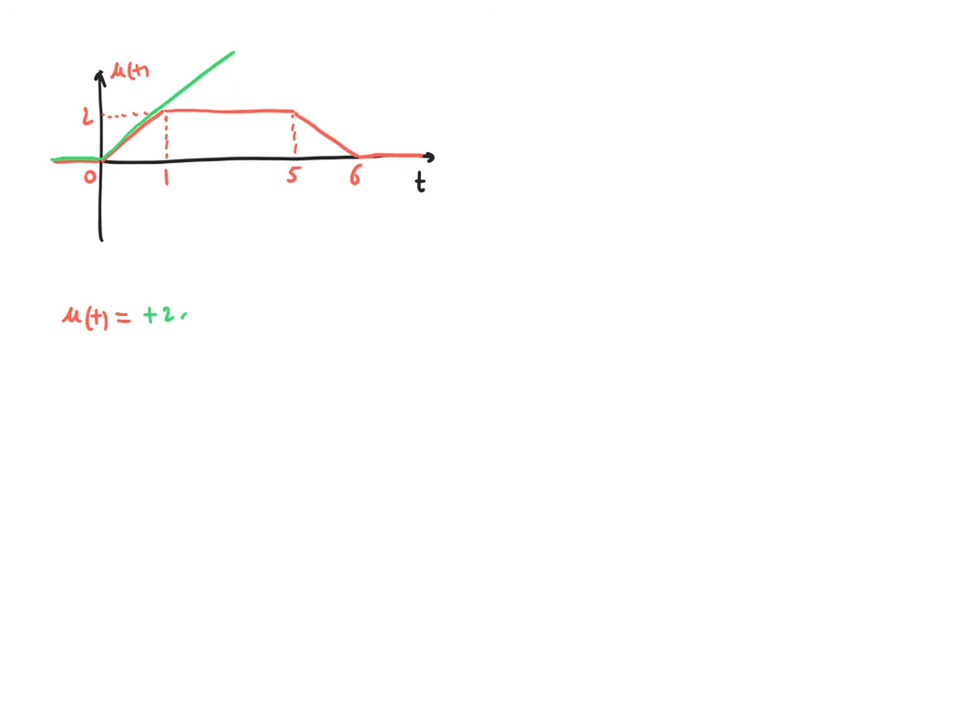 u(t)
2
0 1 5 6
t
u(t) = +2.